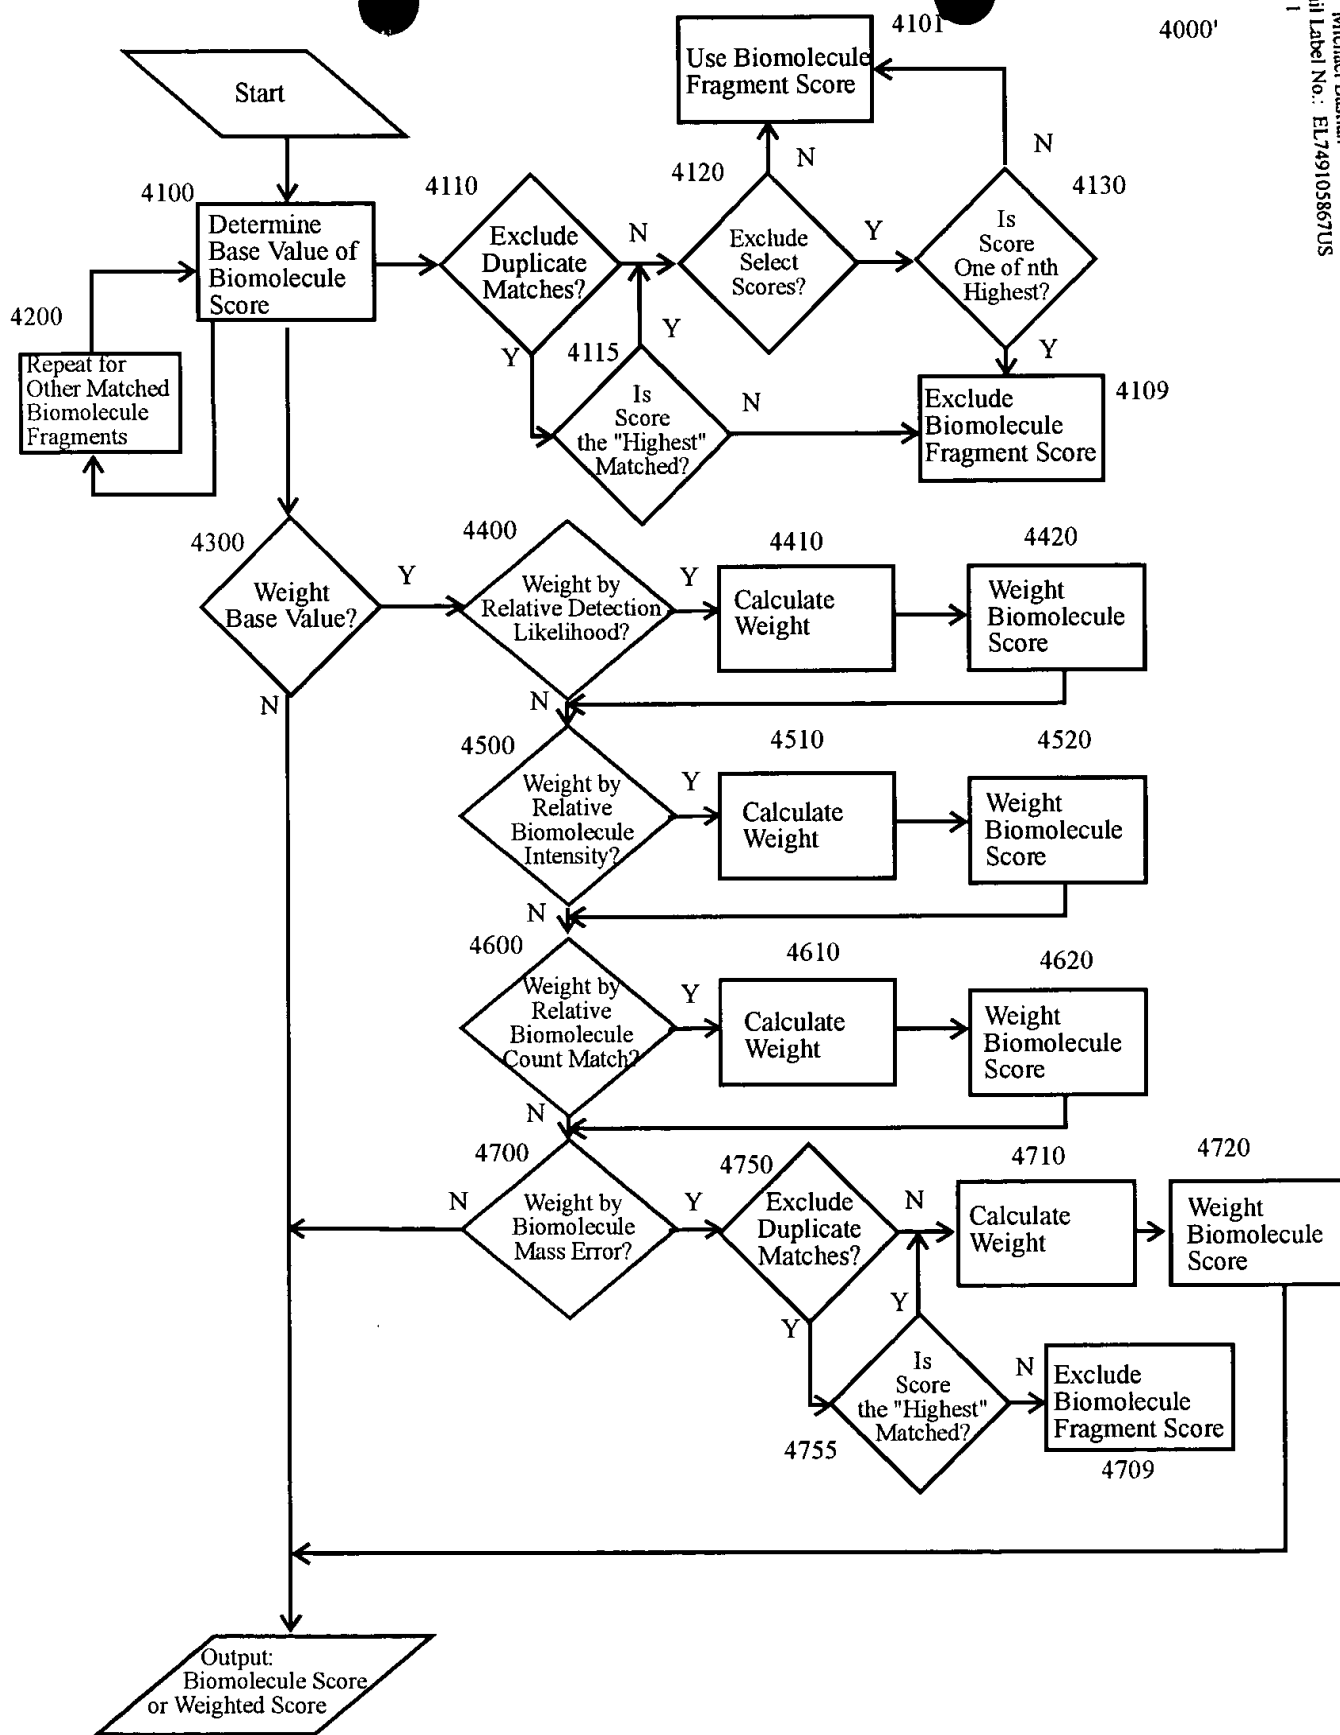 4101
4000'
il Label No.: EL749105867US
1
Use Biomolecule
Fragment Score
Start
N
N
4120
4130
4110
4100
Determine
Base Value of
Biomolecule
Score
Exclude
Duplicate
Matches?
N
Exclude
Select
Scores?
Y
Is
Score
One of nth
Highest?
4200
Repeat for
Other Matched
Biomolecule
Fragments
Y
4115
Y
Y
Is
Score
the "Highest"
Matched?
N
Exclude
Biomolecule
Fragment Score
4109
4300
Weight
Base Value?
Y
N
4400
Weight by
Relative Detection
Likelihood?
Y
4410
Calculate
Weight
4420
Weight
Biomolecule
Score
N
4500
Weight by
Relative
Biomolecule
Intensity?
Y
4510
Calculate
Weight
4520
Weight
Biomolecule
Score
N
4600
Weight by
Relative
Biomolecule
Count Match?
Y
4610
Calculate
Weight
4620
Weight
Biomolecule
Score
N
4700
N
Weight by
Biomolecule
Mass Error?
Y
4750
Exclude
Duplicate
Matches?
N
4710
Calculate
Weight
4720
Weight
Biomolecule
Score
Y
Y
Is
Score
the "Highest"
Matched?
4755
N
Exclude
Biomolecule
Fragment Score
4709
Output:
Biomolecule Score
or Weighted Score